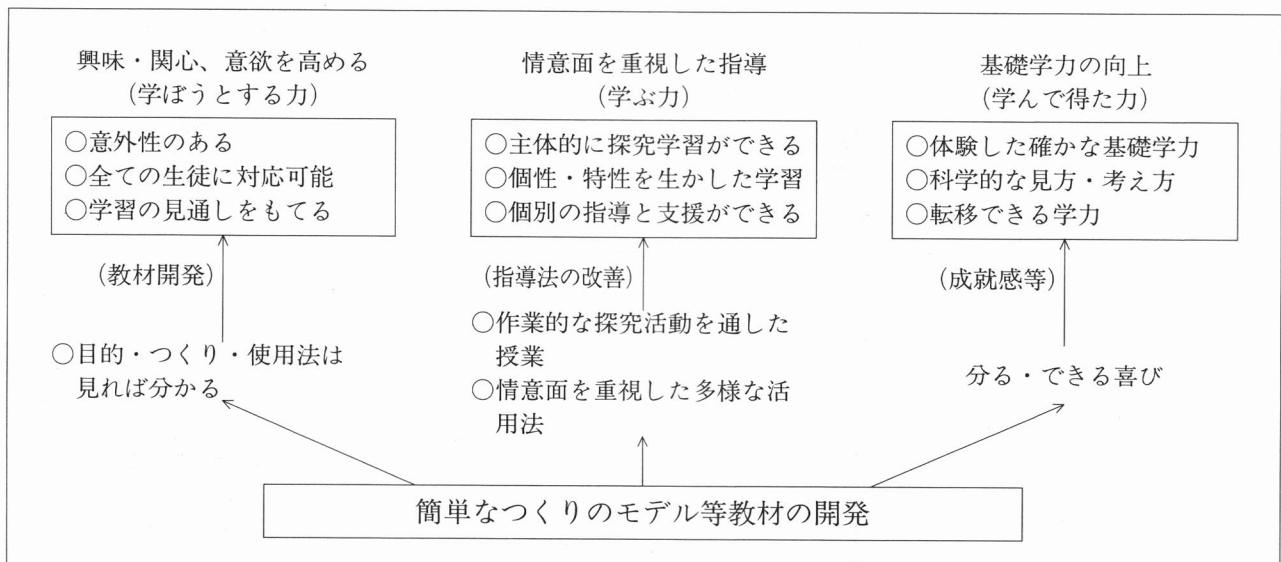 興味・関心、意欲を高める
(学ぼうとする力)
○意外性のある
○全ての生徒に対応可能
○学習の見通しをもてる
(教材開発)
○目的・つくり・使用法は
見れば分かる
情意面を重視した指導
(学ぶ力)
○主体的に探究学習ができる
○個性・特性を生かした学習
○個別の指導と支援ができる
(指導法の改善)
○作業的な探究活動を通した
授業
○情意面を重視した多様な活
用法
基礎学力の向上
(学んで得た力)
○体験した確かな基礎学力
○科学的な見方・考え方
○転移できる学力
(成就感等)
分る・できる喜び
簡単なつくりのモデル等教材の開発